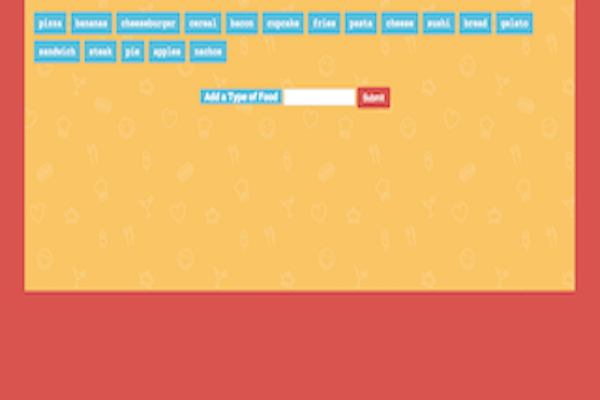 pizza bananas cheeseburger cereal bacon cupcake fries pasta cheese sushi bread gelato
sandwich steak pie apples nachos
Add a Type of Food Submit